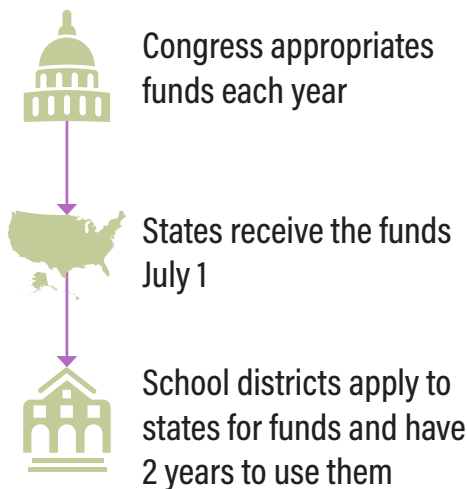 Congress appropriates
funds each year
States receive the funds
July 1
School districts apply to
states for funds and have
2 years to use them